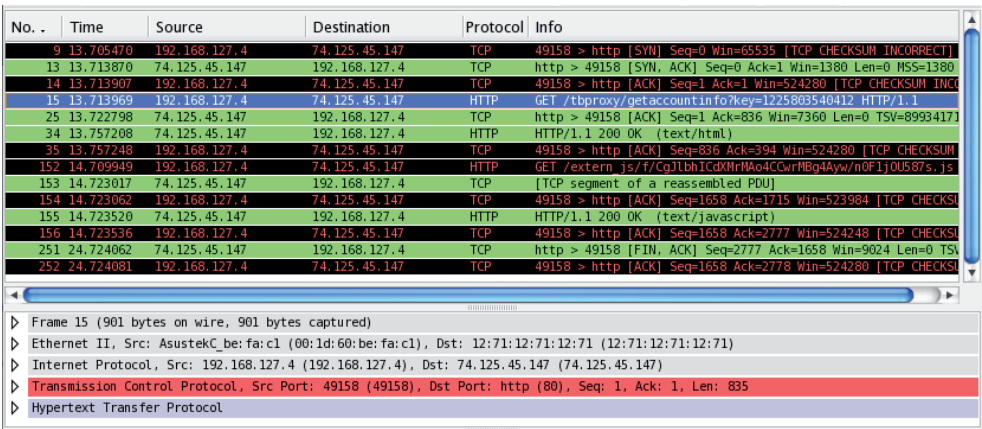 No. . Time Source Destination Protocol Info
9 13.705470 192.168.127.4 74.125.45.147 TCP 49158 > http [SYN] Seq=0 Win=65535 [TCP CHECKSUM INCORRECT]
13 13.713870 74.125.45.147 192.168.127.4 TCP http > 49158 [SYN, ACK] Seq=0 Ack=1 Win=1380 Len=0 MSS=1380
14 13.713907 192.168.127.4 74.125.45.147 TCP 49158 > http [ACK] Seq=1 Ack=1 Win=524280 [TCP CHECKSUM INCO
15 13.713969 192.168.127.4 74.125.45.147 HTTP GET /tbproxy/getaccountinfo?key=1225803540412 HTTP/1.1
25 13.722798 74.125.45.147 192.168.127.4 TCP http > 49158 [ACK] Seq=1 Ack=836 Win=7360 Len=0 TSV=89934171
34 13.757208 74.125.45.147 192.168.127.4 HTTP HTTP/1.1 200 OK (text/html)
35 13.757248 192.168.127.4 74.125.45.147 TCP 49158 > http [ACK] Seq=836 Ack=394 Win=524280 [TCP CHECKSUM
152 14.709949 192.168.127.4 74.125.45.147 HTTP GET
153 14.723017 74.125.45.147 192.168.127.4 TCP [TCP segment of a reassembled PDU]
154 14.723062 192.168.127.4 74.125.45.147 TCP 49158 > http [ACK] Seq=1658 Ack=1715 Win=523984 [TCP CHECKSU
155 14.723520 74.125.45.147 192.168.127.4 HTTP HTTP/1.1 200 OK (text/javascript)
156 14.723536 192.168.127.4 74.125.45.147 TCP 49158 > http [ACK] Seq=1658 Ack=2777 Win=524248 [TCP CHECKSU
251 24.724062 74.125.45.147 192.168.127.4 TCP http > 49158 [FIN, ACK] Seq=2777 Ack=1658 Win=9024 Len=0 TSV
252 24.724081 192.168.127.4 74.125.45.147 TCP 49158 > http [ACK] Seq=1658 Ack=2778 Win=524280 [TCP CHECKSU
Frame 15 (901 bytes on wire, 901 bytes captured)
Ethernet II, Src: AsustekC_be:fa:c1 (00:1d:60:be:fa:c1), Dst: 12:71:12:71:12:71 (12:71:12:71:12:71)
Internet Protocol, Src: 192.168.127.4 (192.168.127.4), Dst: 74.125.45.147 (74.125.45.147)
Transmission Control Protocol, Src Port: 49158 (49158), Dst Port: http (80), Seq: 1, Ack: 1, Len: 835
Hypertext Transfer Protocol